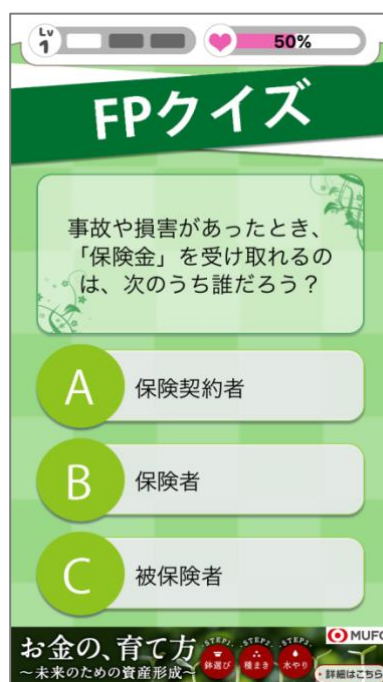 Lv
1
50%
FPクイズ
事故や損害があったとき、
「保険金」を受け取れるの
は、次のうち誰だろう？
A 保険契約者
B 保険者
C 被保険者
お金の、育て方
〜未来のための資産形成〜
STEP1. STEP2. STEP3.
鉢選び 種まき 水やり
MUFG
詳細はこちら